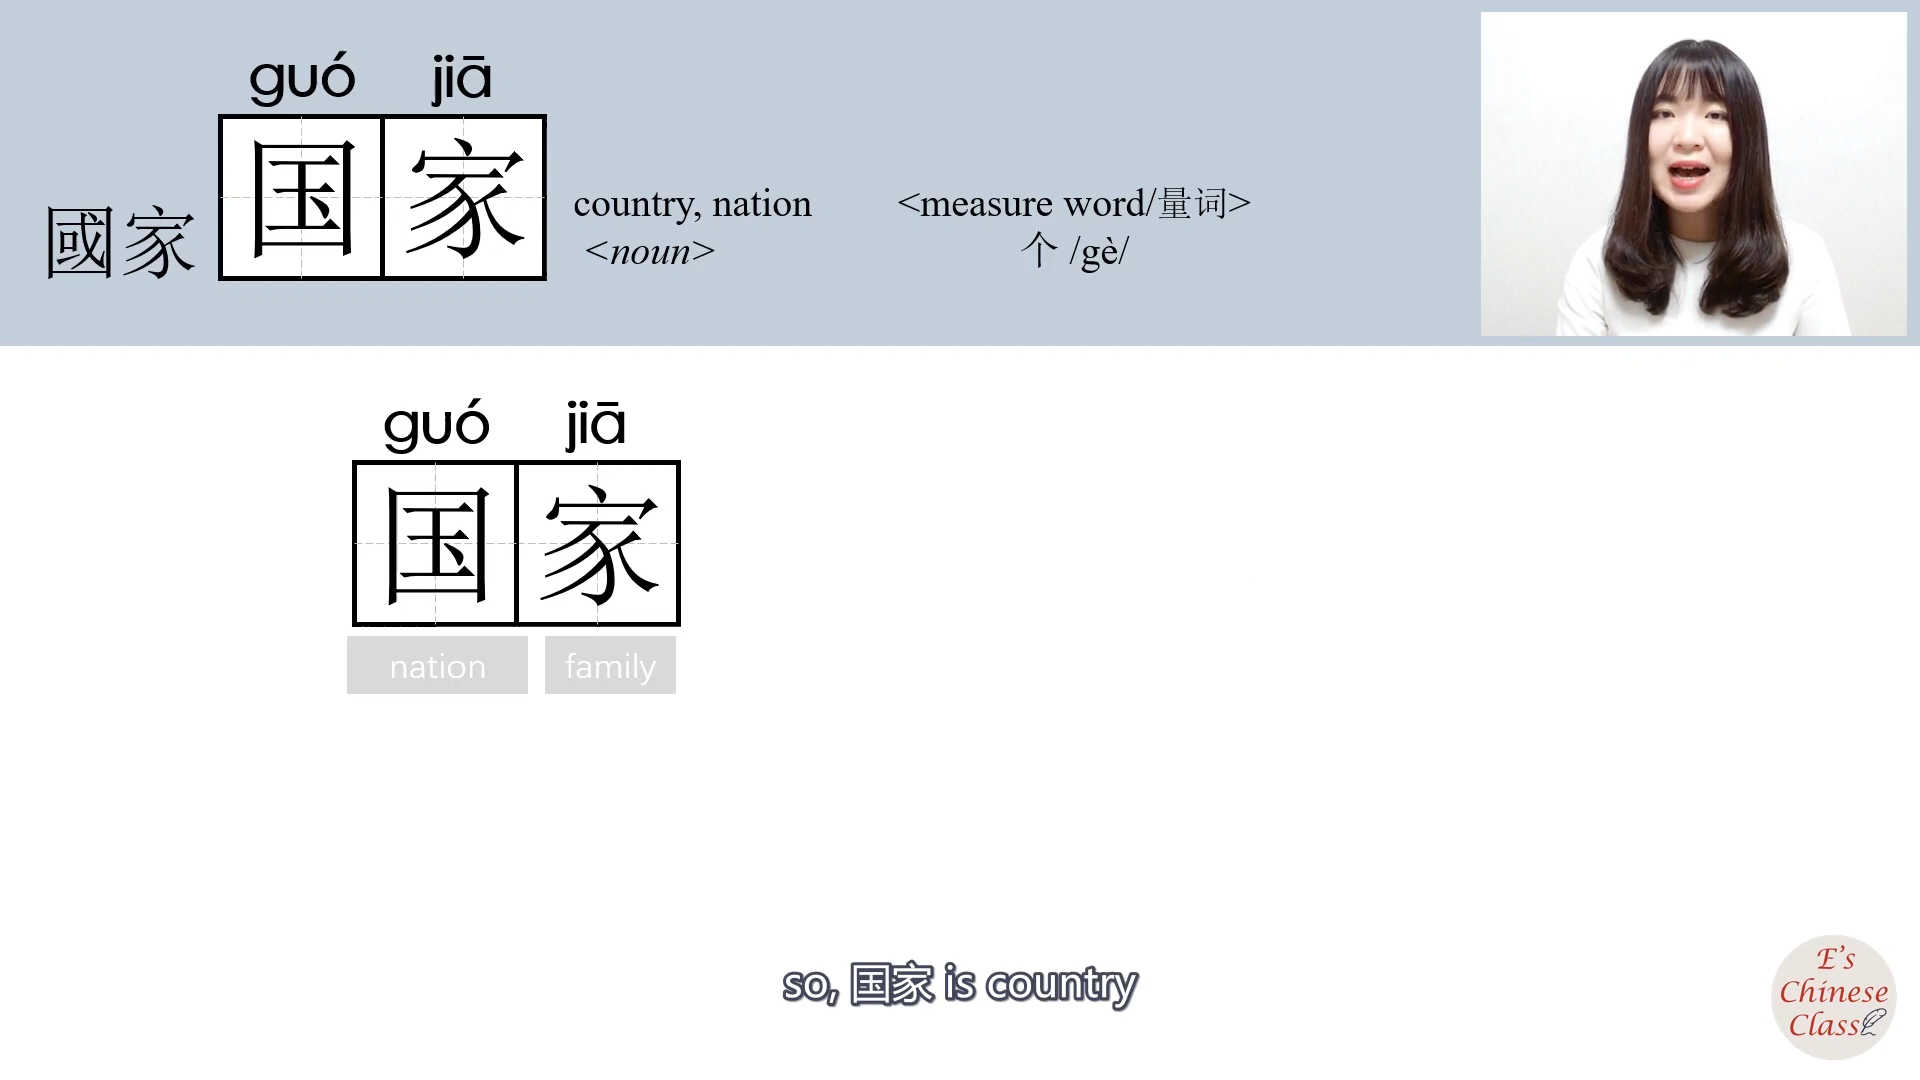 guó jiā
國家 国家
country, nation
<noun>
<measure word/量词>
个 /gè/
guó jiā
国家
nation family
so, 国家 is country
E's
Chinese
Class